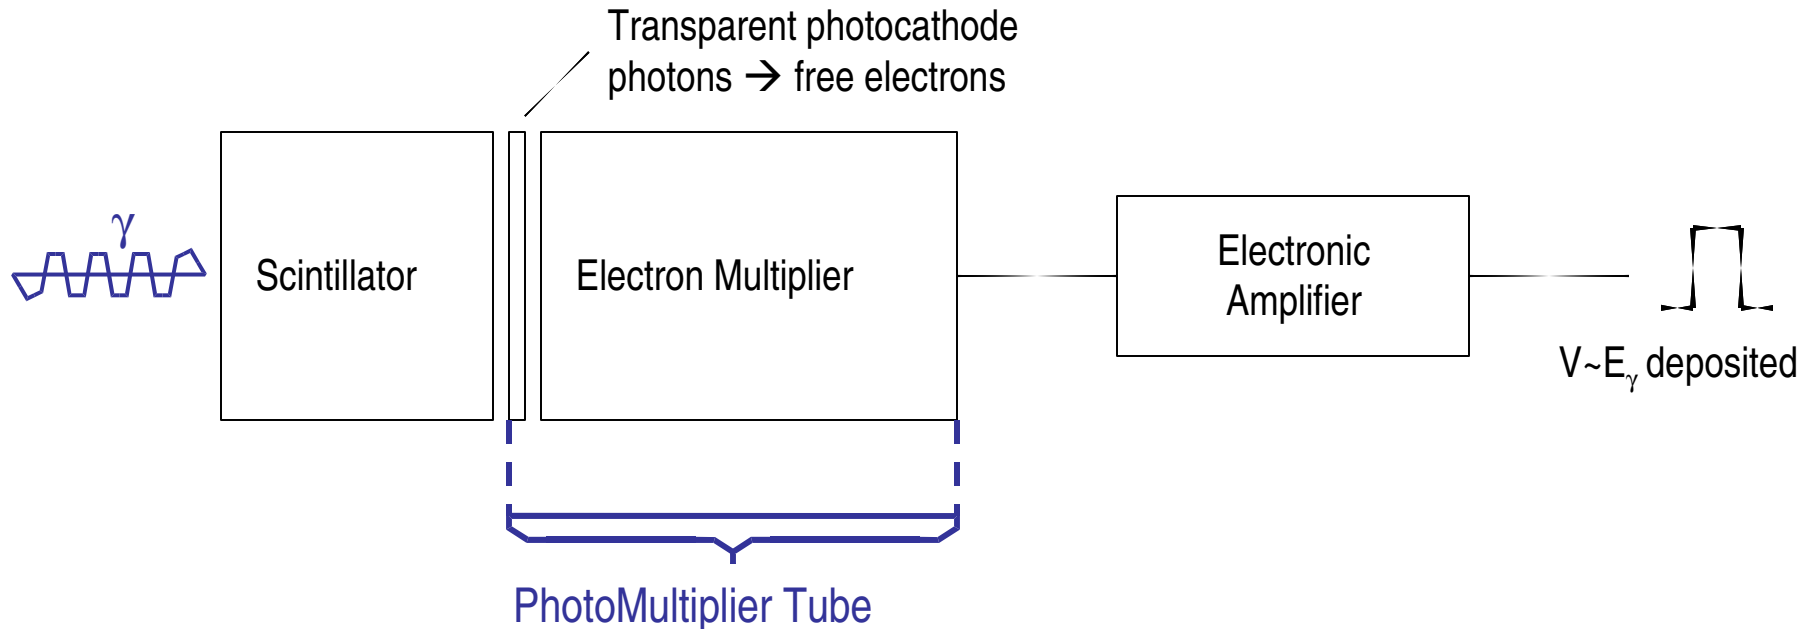 Transparent photocathode
photons → free electrons
γ
Scintillator
Electron Multiplier
Electronic
Amplifier
V~Eγ deposited
PhotoMultiplier Tube